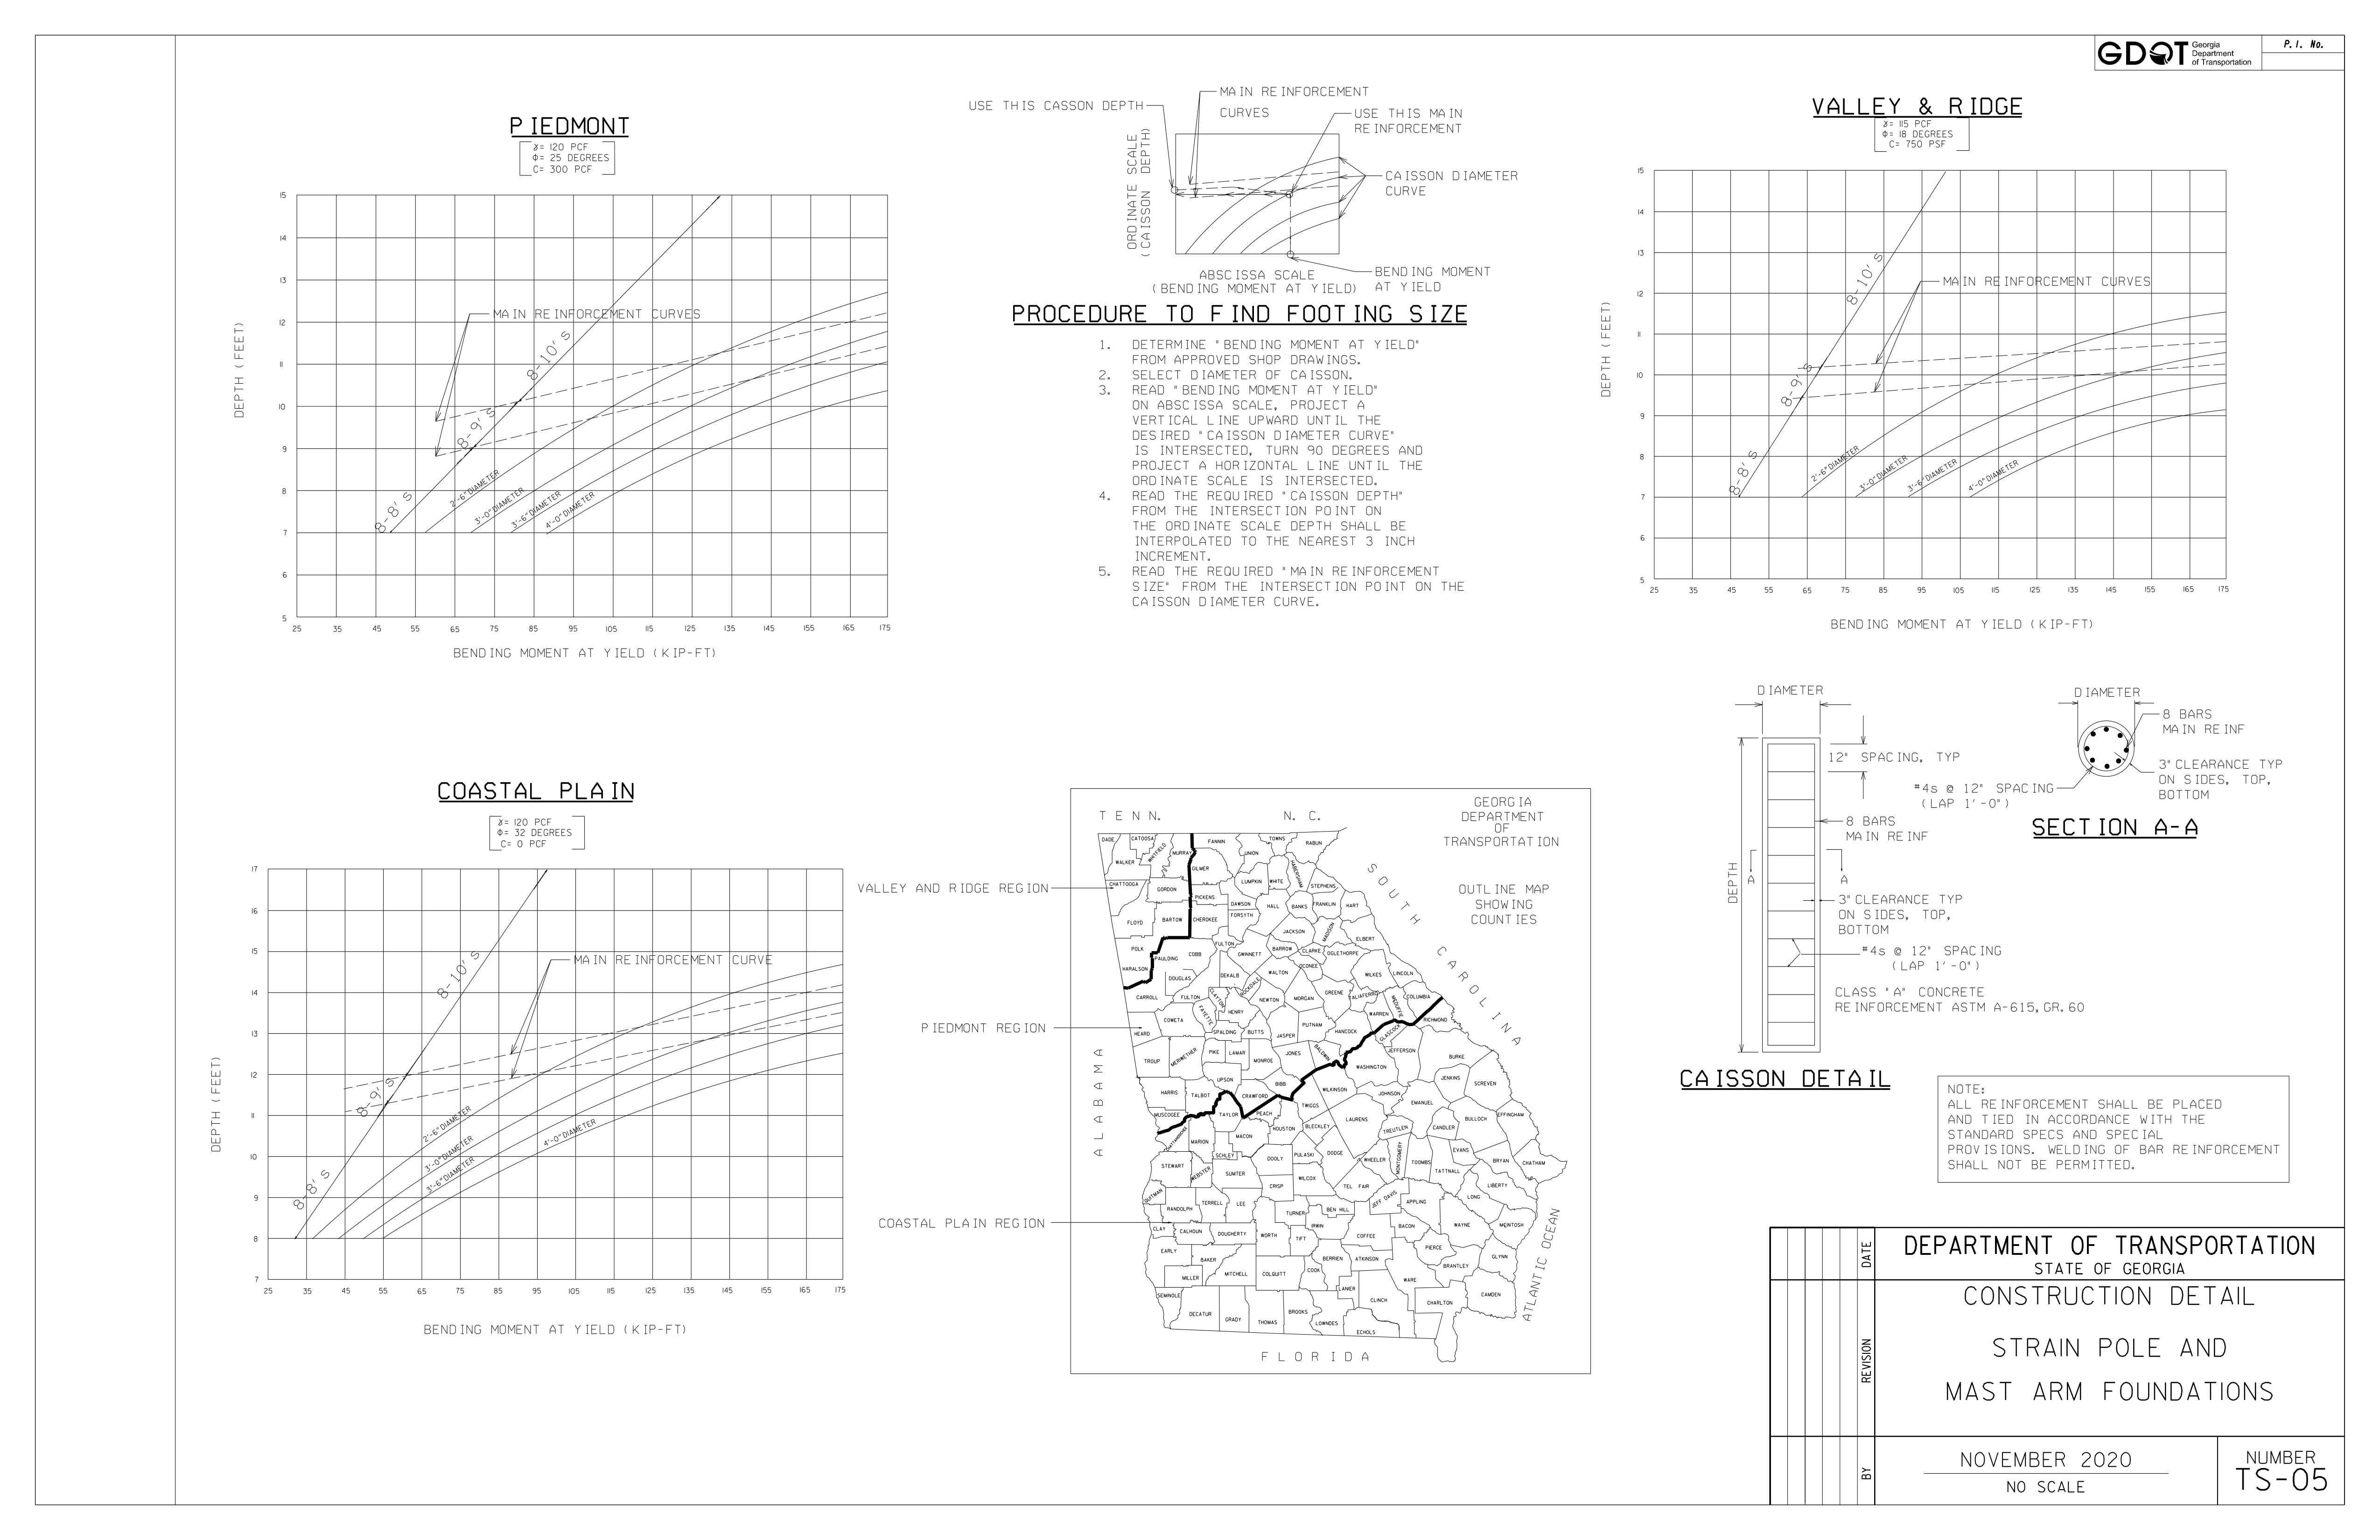 GDOT
Georgia
Department
of Transportation
P.I. No.
PIEDMONT
ɣ= 120 PCF
Φ= 25 DEGREES
C= 300 PCF
15
14
13
12
11
10
9
8
7
6
5
25 35 45 55 65 75 85 95 105 115 125 135 145 155 165 175
DEPTH (FEET)
BENDING MOMENT AT YIELD (KIP-FT)
MAIN REINFORCEMENT CURVES
8-10' S
8-9' S
8-8' S
2'-6" DIAMETER
3'-0" DIAMETER
3'-6" DIAMETER
4'-0" DIAMETER
USE THIS CASSON DEPTH
MAIN REINFORCEMENT
CURVES
USE THIS MAIN
REINFORCEMENT
CAISSON DIAMETER
CURVE
ORDINATE SCALE
(CAISSON DEPTH)
ABSCISSA SCALE
(BENDING MOMENT AT YIELD)
BENDING MOMENT
AT YIELD
PROCEDURE TO FIND FOOTING SIZE
1. DETERMINE "BENDING MOMENT AT YIELD"
FROM APPROVED SHOP DRAWINGS.
2. SELECT DIAMETER OF CAISSON.
3. READ "BENDING MOMENT AT YIELD"
ON ABSCISSA SCALE, PROJECT A
VERTICAL LINE UPWARD UNTIL THE
DESIRED "CAISSON DIAMETER CURVE"
IS INTERSECTED, TURN 90 DEGREES AND
PROJECT A HORIZONTAL LINE UNTIL THE
ORDINATE SCALE IS INTERSECTED.
4. READ THE REQUIRED "CAISSON DEPTH"
FROM THE INTERSECTION POINT ON
THE ORDINATE SCALE DEPTH SHALL BE
INTERPOLATED TO THE NEAREST 3 INCH
INCREMENT.
5. READ THE REQUIRED "MAIN REINFORCEMENT
SIZE" FROM THE INTERSECTION POINT ON THE
CAISSON DIAMETER CURVE.
VALLEY & RIDGE
ɣ= 115 PCF
Φ= 18 DEGREES
C= 750 PSF
15
14
13
12
11
10
9
8
7
6
5
25 35 45 55 65 75 85 95 105 115 125 135 145 155 165 175
DEPTH (FEET)
BENDING MOMENT AT YIELD (KIP-FT)
MAIN REINFORCEMENT CURVES
8-10' S
8-9' S
8-8' S
2'-6" DIAMETER
3'-0" DIAMETER
3'-6" DIAMETER
4'-0" DIAMETER
COASTAL PLAIN
ɣ= 120 PCF
Φ= 32 DEGREES
C= 0 PCF
17
16
15
14
13
12
11
10
9
8
7
25 35 45 55 65 75 85 95 105 115 125 135 145 155 165 175
DEPTH (FEET)
BENDING MOMENT AT YIELD (KIP-FT)
MAIN REINFORCEMENT CURVE
8-10' S
8-9' S
8-8' S
2'-6" DIAMETER
3'-0" DIAMETER
3'-6" DIAMETER
4'-0" DIAMETER
GEORGIA
DEPARTMENT
OF
TRANSPORTATION
OUTLINE MAP
SHOWING
COUNTIES
TENN.
N. C.
SOUTH CAROLINA
ALABAMA
FLORIDA
ATLANTIC OCEAN
VALLEY AND RIDGE REGION
PIEDMONT REGION
COASTAL PLAIN REGION
DADE
CATOOSA
WALKER
WHITFIELD
MURRAY
FANNIN
TOWNS
RABUN
UNION
GILMER
CHATTOOGA
GORDON
LUMPKIN
WHITE
HABERSHAM
STEPHENS
PICKENS
DAWSON
HALL
BANKS
FRANKLIN
HART
FLOYD
BARTOW
CHEROKEE
FORSYTH
JACKSON
MADISON
ELBERT
POLK
FULTON
PAULDING
COBB
GWINNETT
BARROW
CLARKE
OGLETHORPE
HARALSON
DOUGLAS
DEKALB
WALTON
OCONEE
WILKES
LINCOLN
CARROLL
FULTON
CLAYTON
ROCKDALE
NEWTON
MORGAN
GREENE
TALIAFERRO
MCDUFFIE
COLUMBIA
COWETA
FAYETTE
HENRY
PUTNAM
HANCOCK
WARREN
RICHMOND
HEARD
SPALDING
BUTTS
JASPER
GLASCOCK
TROUP
MERIWETHER
PIKE
LAMAR
MONROE
JONES
BALDWIN
JEFFERSON
BURKE
WASHINGTON
HARRIS
TALBOT
UPSON
CRAWFORD
BIBB
WILKINSON
JOHNSON
JENKINS
SCREVEN
MUSCOGEE
TAYLOR
PEACH
TWIGGS
LAURENS
EMANUEL
BULLOCH
EFFINGHAM
CHATTAHOOCHEE
MARION
MACON
HOUSTON
BLECKLEY
TREUTLEN
CANDLER
STEWART
SCHLEY
DOOLY
PULASKI
DODGE
WHEELER
MONTGOMERY
TOOMBS
EVANS
BRYAN
CHATHAM
WEBSTER
SUMTER
TATTNALL
QUITMAN
CRISP
WILCOX
TEL FAIR
LIBERTY
RANDOLPH
TERRELL
LEE
JEFF DAVIS
APPLING
LONG
TURNER
BEN HILL
CLAY
CALHOUN
DOUGHERTY
WORTH
IRWIN
TIFT
COFFEE
BACON
WAYNE
MCINTOSH
EARLY
BAKER
BERRIEN
ATKINSON
PIERCE
GLYNN
MILLER
MITCHELL
COLQUITT
COOK
WARE
BRANTLEY
SEMINOLE
LANIER
CLINCH
CHARLTON
CAMDEN
DECATUR
GRADY
THOMAS
BROOKS
LOWNDES
ECHOLS
DIAMETER
12" SPACING, TYP
8 BARS
MAIN REINF
A
A
DEPTH
3" CLEARANCE TYP
ON SIDES, TOP,
BOTTOM
#4s @ 12" SPACING
(LAP 1'-0")
CLASS "A" CONCRETE
REINFORCEMENT ASTM A-615,GR.60
CAISSON DETAIL
DIAMETER
8 BARS
MAIN REINF
3" CLEARANCE TYP
ON SIDES, TOP,
BOTTOM
#4s @ 12" SPACING
(LAP 1'-0")
SECTION A-A
NOTE:
ALL REINFORCEMENT SHALL BE PLACED
AND TIED IN ACCORDANCE WITH THE
STANDARD SPECS AND SPECIAL
PROVISIONS. WELDING OF BAR REINFORCEMENT
SHALL NOT BE PERMITTED.
DATE
REVISION
BY
DEPARTMENT OF TRANSPORTATION
STATE OF GEORGIA
CONSTRUCTION DETAIL
STRAIN POLE AND
MAST ARM FOUNDATIONS
NOVEMBER 2020
NO SCALE
NUMBER
TS-05